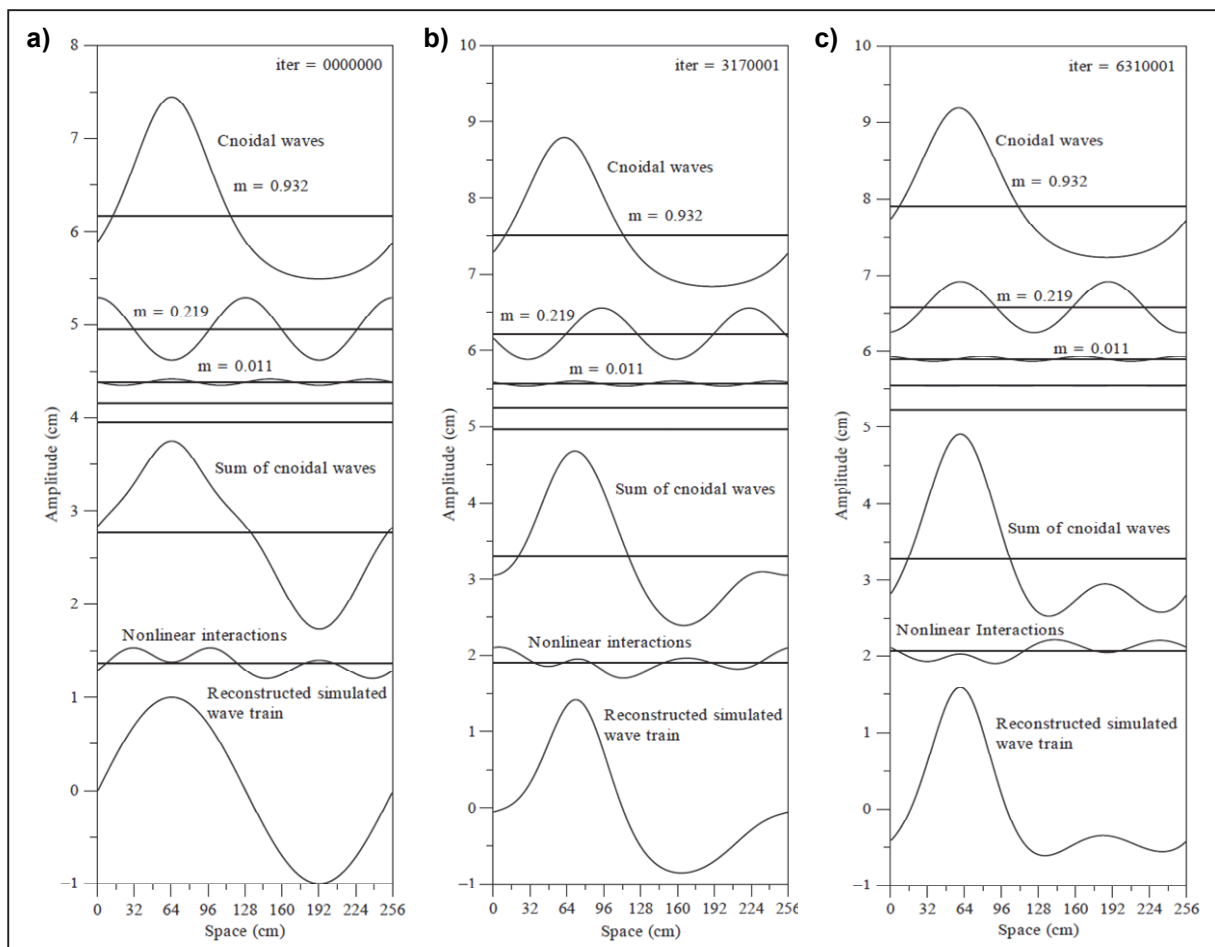 a)
8
7
6
5
4
3
2
1
0
−1
Amplitude (cm)
iter = 0000000
Cnoidal waves
m = 0.932
m = 0.219
m = 0.011
Sum of cnoidal waves
Nonlinear interactions
Reconstructed simulated
wave train
0 32 64 96 128 160 192 224 256
Space (cm)
b)
10
9
8
7
6
5
4
3
2
1
0
−1
Amplitude (cm)
iter = 3170001
Cnoidal waves
m = 0.932
m = 0.219
m = 0.011
Sum of cnoidal waves
Nonlinear interactions
Reconstructed simulated
wave train
0 32 64 96 128 160 192 224 256
Space (cm)
c)
10
9
8
7
6
5
4
3
2
1
0
−1
Amplitude (cm)
iter = 6310001
Cnoidal waves
m = 0.932
m = 0.219
m = 0.011
Sum of cnoidal waves
Nonlinear Interactions
Reconstructed simulated
wave train
0 32 64 96 128 160 192 224 256
Space (cm)